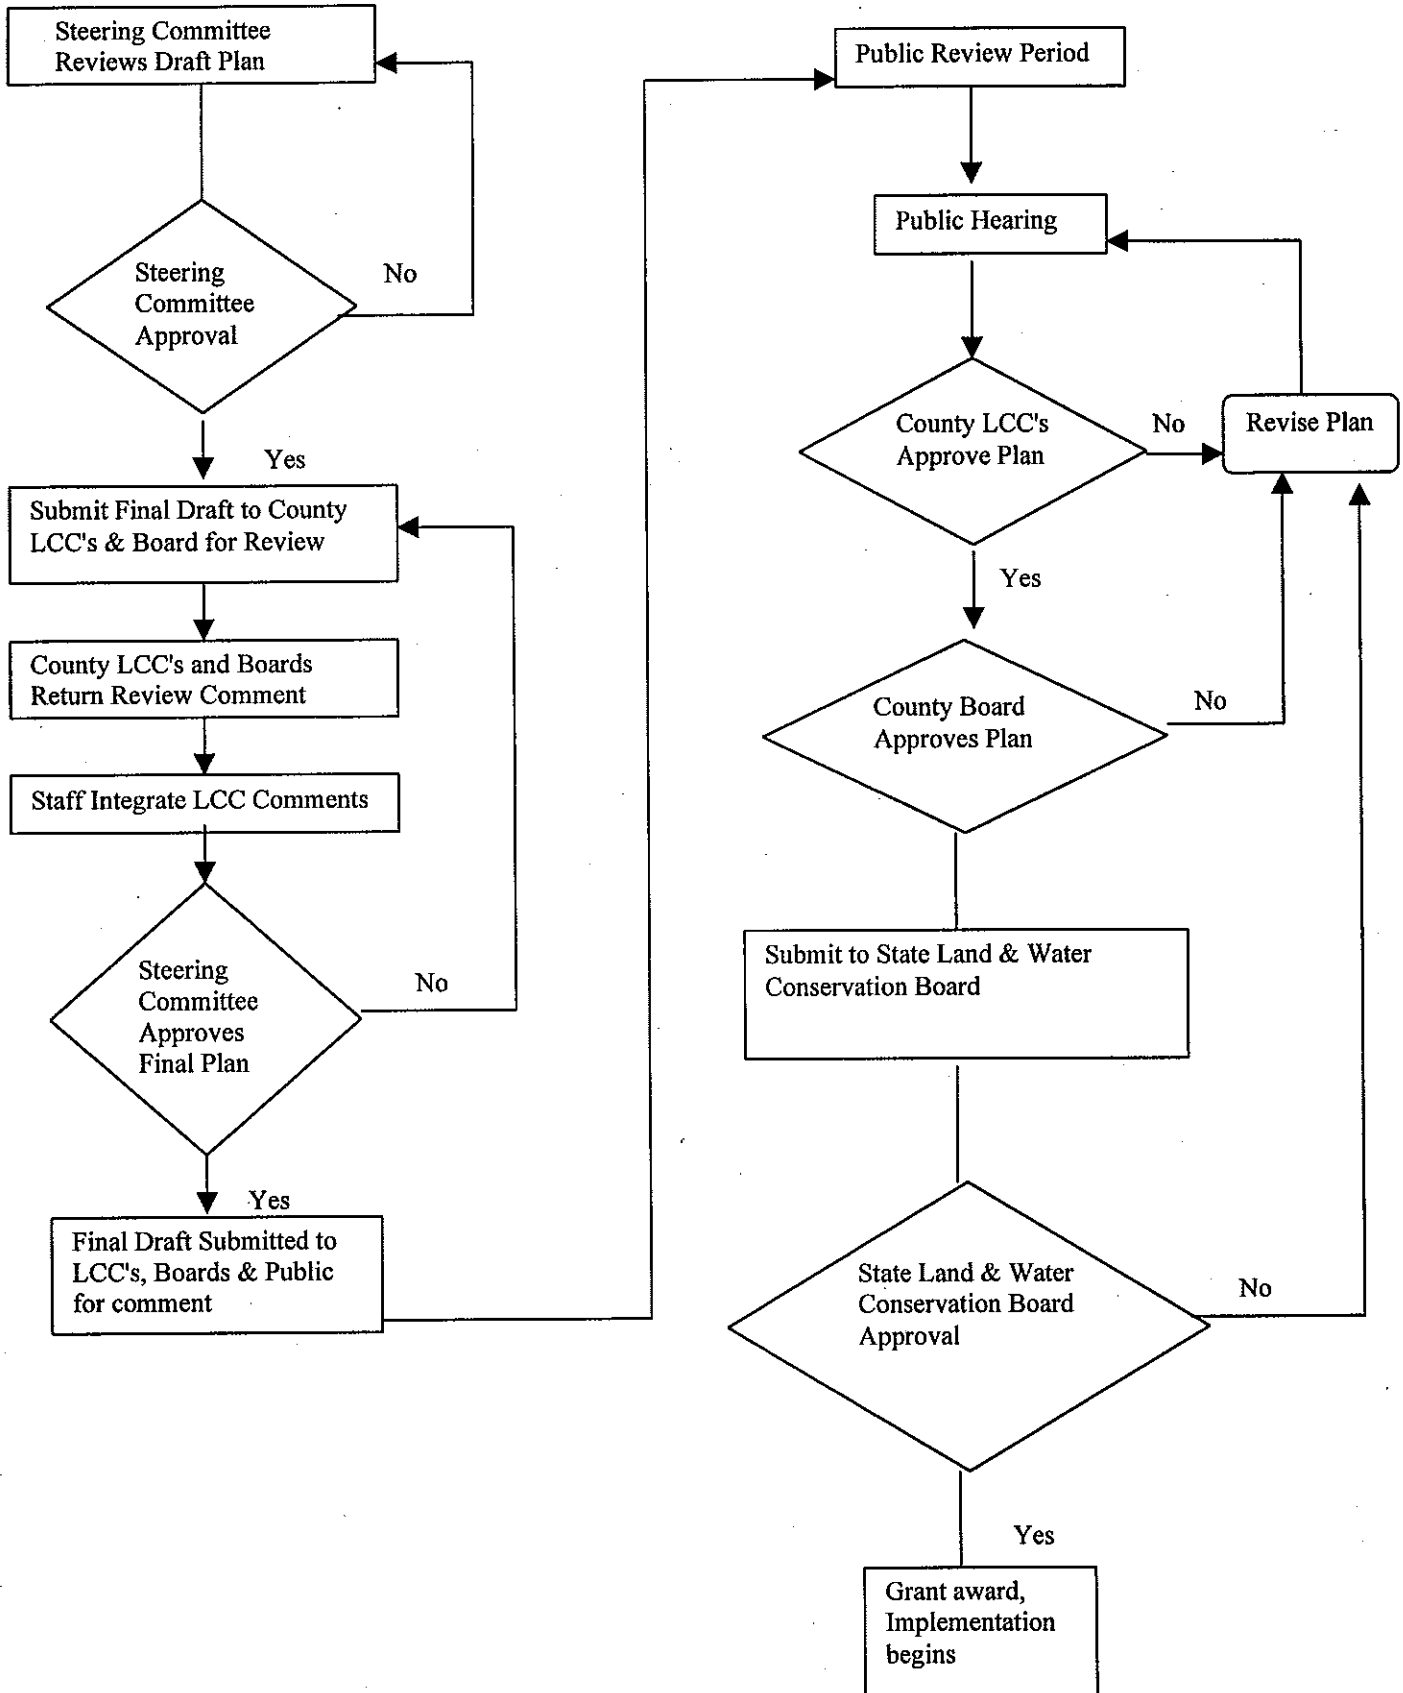 Steering Committee
Reviews Draft Plan
Steering
Committee
Approval
No
Yes
Submit Final Draft to County
LCC's & Board for Review
County LCC's and Boards
Return Review Comment
Staff Integrate LCC Comments
Steering
Committee
Approves
Final Plan
No
Yes
Final Draft Submitted to
LCC's, Boards & Public
for comment
Public Review Period
Public Hearing
County LCC's
Approve Plan
No
Revise Plan
Yes
County Board
Approves Plan
No
Submit to State Land & Water
Conservation Board
State Land & Water
Conservation Board
Approval
No
Yes
Grant award,
Implementation
begins